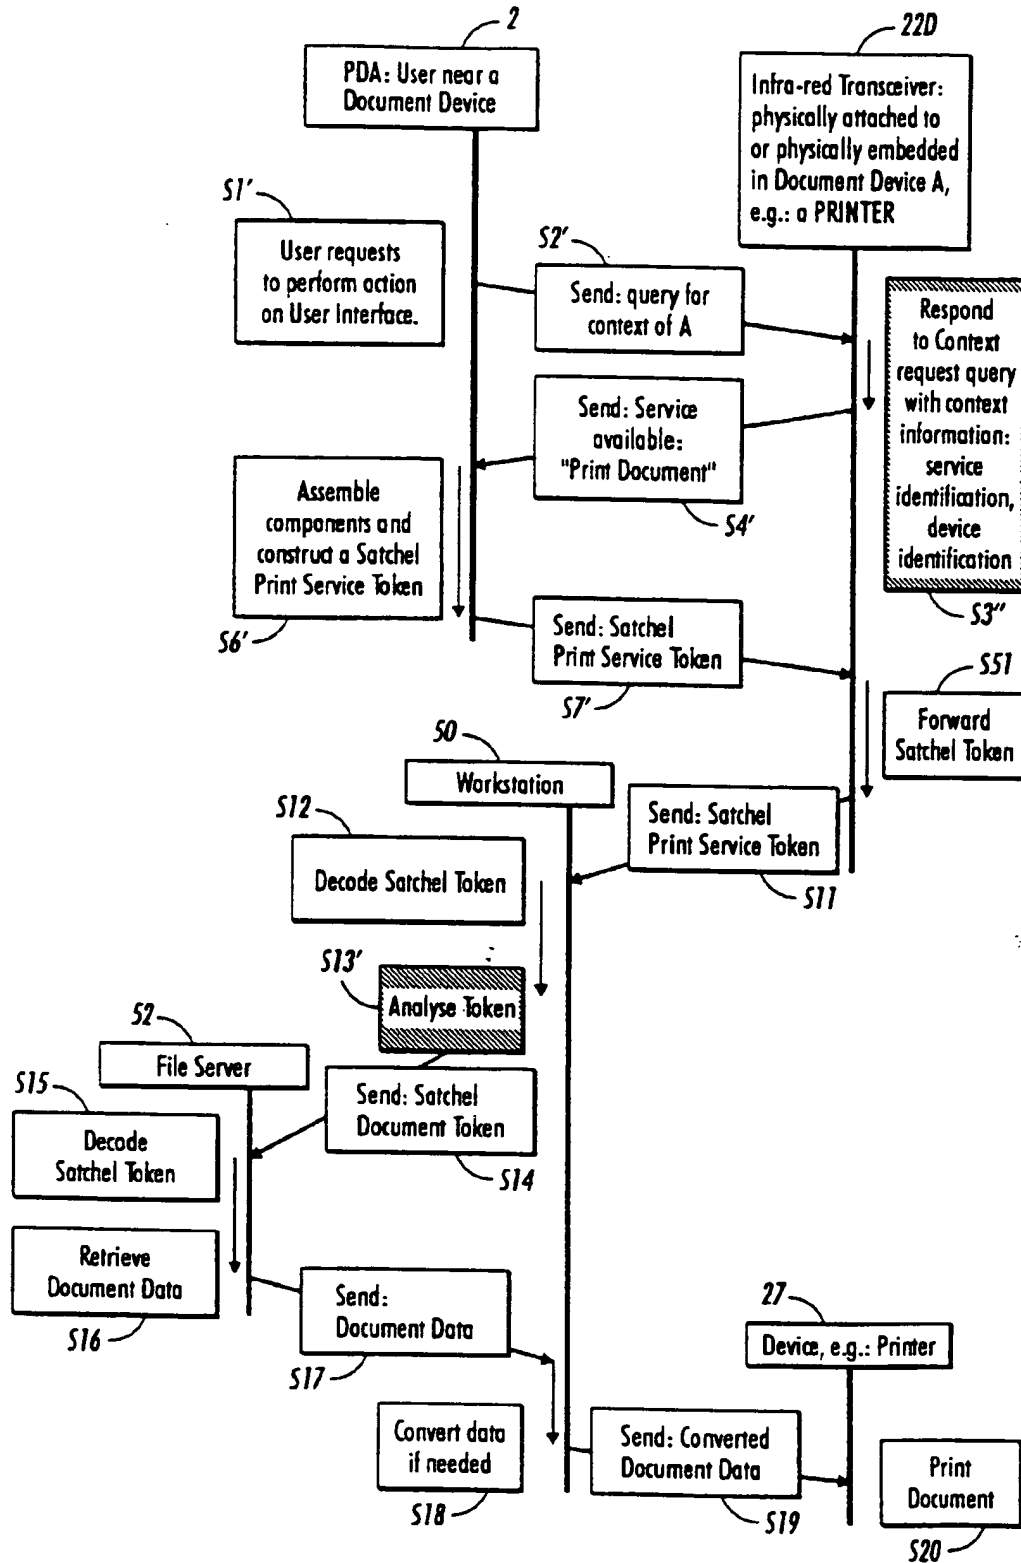 2
PDA: User near a
Document Device
22D
Infra-red Transceiver:
physically attached to
or physically embedded
in Document Device A,
e.g.: a PRINTER
S1'
User requests
to perform action
on User Interface.
S2'
Send: query for
context of A
Respond
to Context
request query
with context
information:
service
identification,
device
identification
S3"
Send: Service
available:
"Print Document"
S4'
Assemble
components and
construct a Satchel
Print Service Token
S6'
Send: Satchel
Print Service Token
S7'
S51
Forward
Satchel Token
50
Workstation
Send: Satchel
Print Service Token
S11
S12
Decode Satchel Token
S13'
Analyse Token
52
File Server
Send: Satchel
Document Token
S14
S15
Decode
Satchel Token
Retrieve
Document Data
S16
Send:
Document Data
S17
27
Device, e.g.: Printer
Convert data
if needed
S18
Send: Converted
Document Data
S19
Print
Document
S20